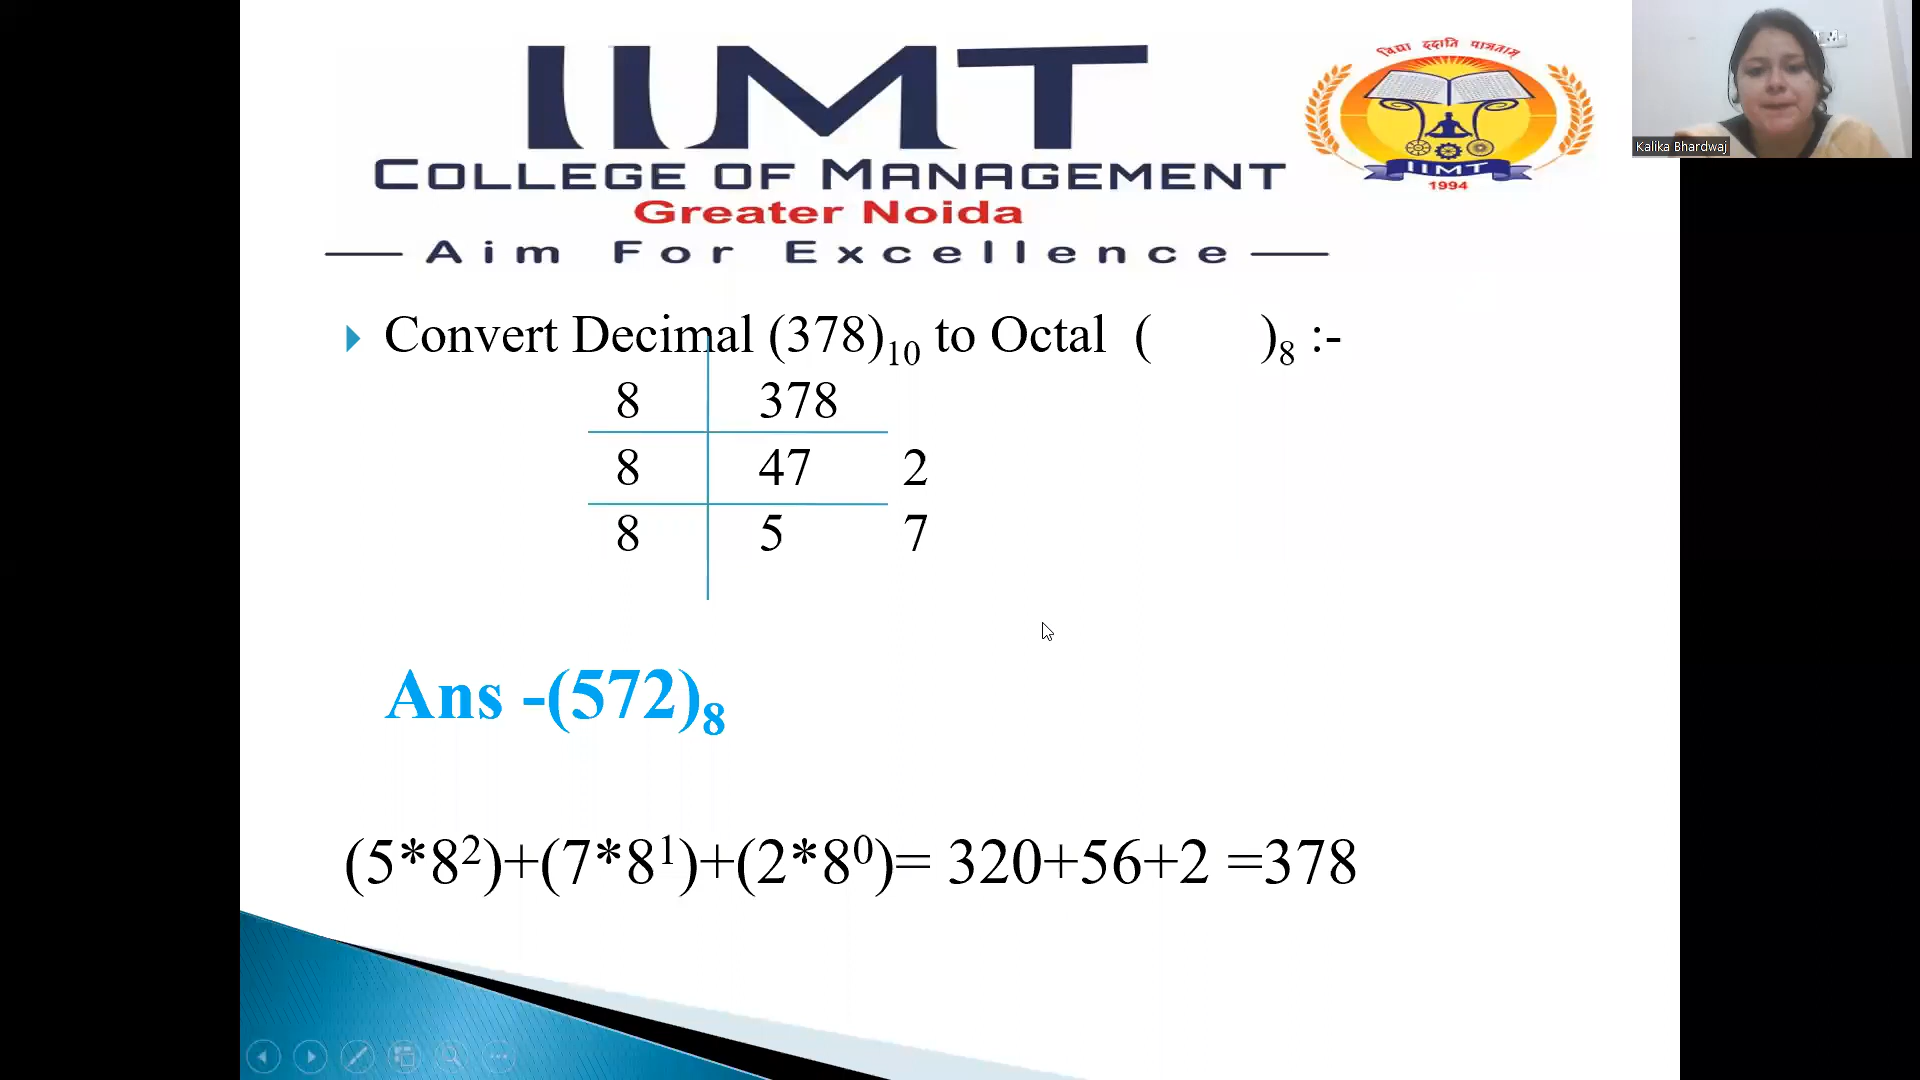 IIMT
COLLEGE OF MANAGEMENT
Greater Noida
Aim For Excellence
विद्या ददाति पात्रताम्
IIMT
1994
Kalika Bhardwaj
Convert Decimal (378)₁₀ to Octal ( )₈ :-
8 378
8 47 2
8 5 7
Ans -(572)₈
(5*8²)+(7*8¹)+(2*8⁰)= 320+56+2 =378